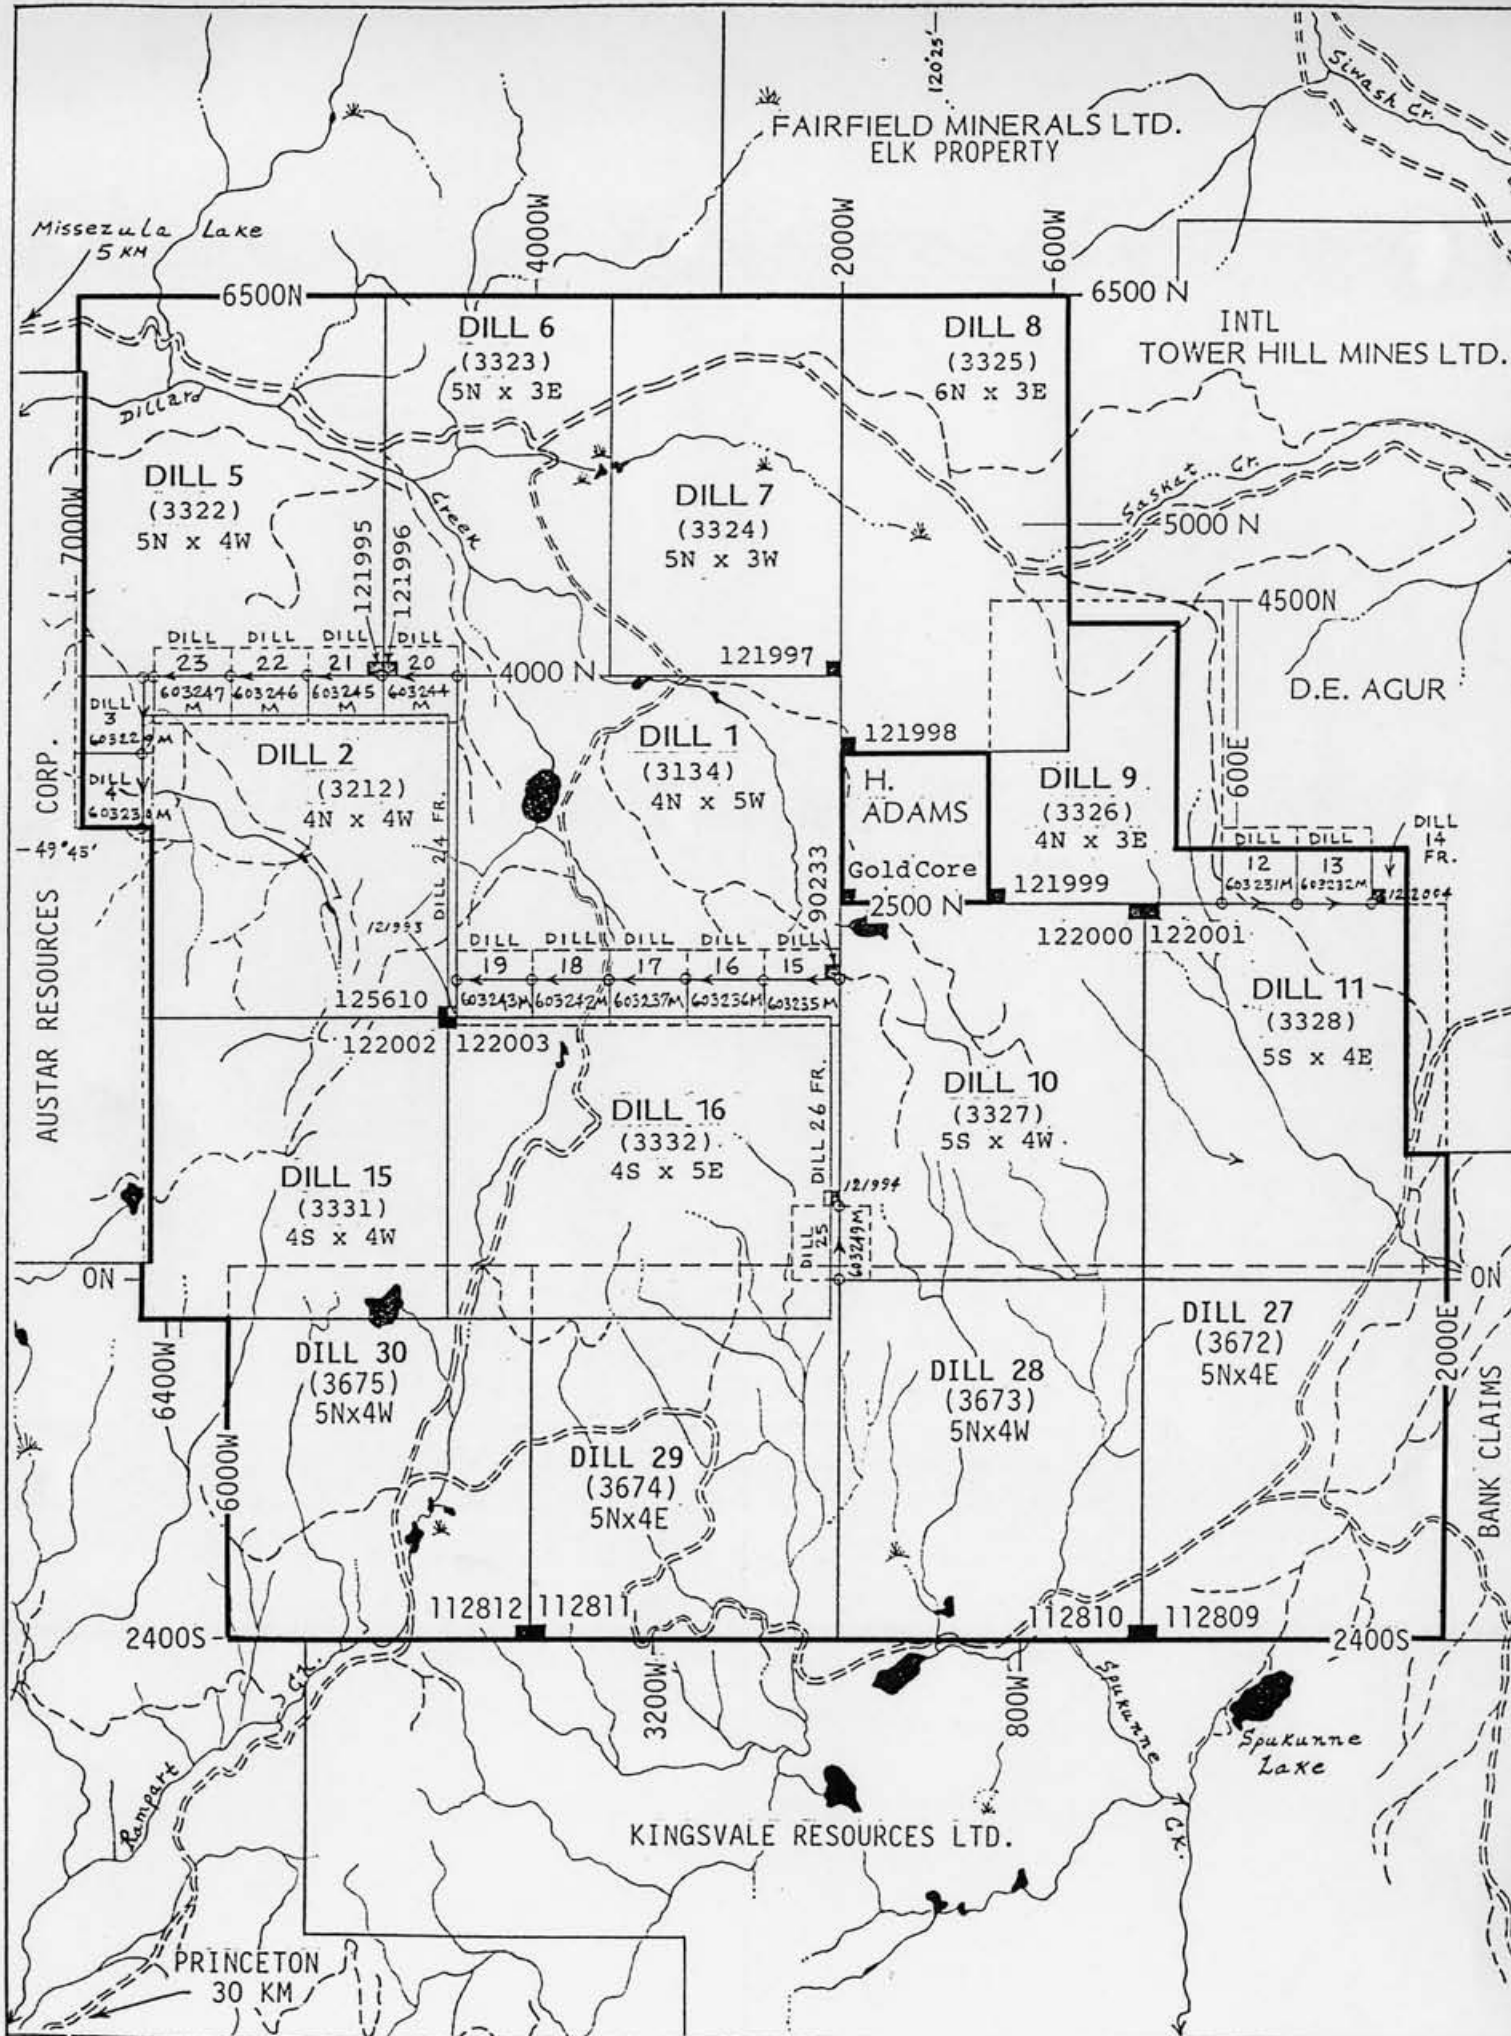 120°25'
Siwash Cr.
FAIRFIELD MINERALS LTD.
ELK PROPERTY
Missezula Lake
5 KM
4000W
2000W
600W
6500N
6500 N
DILL 6
(3323)
5N x 3E
DILL 8
(3325)
6N x 3E
INTL
TOWER HILL MINES LTD.
Dillard
Creek
DILL 5
(3322)
5N x 4W
7000W
121995
121996
DILL 7
(3324)
5N x 3W
Saskat Cr.
5000 N
4500N
DILL
23
603247
M
DILL
22
603246
M
DILL
21
603245
M
DILL
20
603244
M
4000 N
121997
D.E. AGUR
DILL
3
M
DILL
4
M
DILL 2
(3212)
4N x 4W
DILL 24 FR.
DILL 1
(3134)
4N x 5W
121998
H.
ADAMS
Gold Core
DILL 9
(3326)
4N x 3E
600E
DILL
14
FR.
-49°45'
AUSTAR RESOURCES CORP.
90233
121999
2500 N
DILL
12
603231M
DILL
13
603232M
122004
121993
DILL
19
603243M
DILL
18
603242M
DILL
17
603237M
DILL
16
603236M
DILL
15
603235M
122000
122001
125610
122002
122003
DILL 11
(3328)
5S x 4E
DILL 16
(3332)
4S x 5E
DILL 26 FR.
DILL 10
(3327)
5S x 4W
DILL 15
(3331)
4S x 4W
121994
DILL
25
603249M
0N
0N
6400W
DILL 30
(3675)
5Nx4W
DILL 27
(3672)
5Nx4E
2000E
DILL 28
(3673)
5Nx4W
6000W
DILL 29
(3674)
5Nx4E
BANK CLAIMS
112812
112811
112810
112809
2400S
2400S
3200W
800W
Rampart Cr.
Spukunne
CK.
Spukunne
Lake
KINGSVALE RESOURCES LTD.
PRINCETON
30 KM